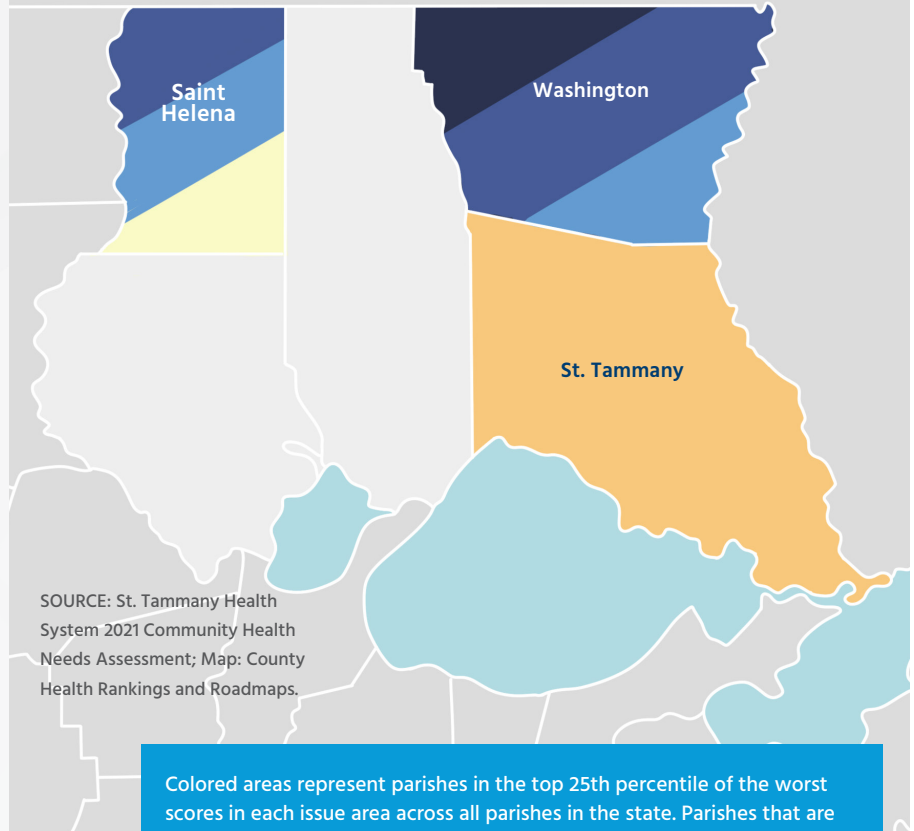 Saint
Helena
Washington
St. Tammany
SOURCE: St. Tammany Health
System 2021 Community Health
Needs Assessment; Map: County
Health Rankings and Roadmaps.
Colored areas represent parishes in the top 25th percentile of the worst
scores in each issue area across all parishes in the state. Parishes that are